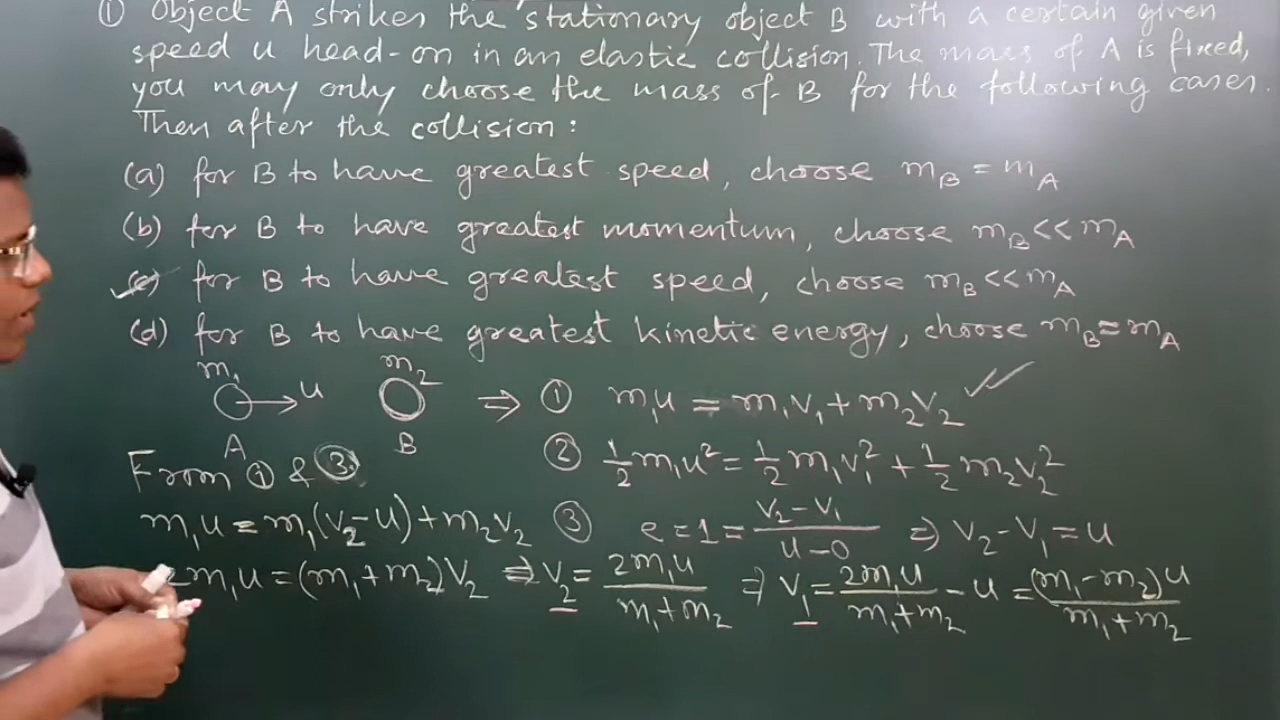 ① Object A strikes the stationary object B with a certain given
speed u head-on in an elastic collision. The mass of A is fixed,
you may only choose the mass of B for the following cases.
Then after the collision :
(a) for B to have greatest speed, choose m_B = m_A
(b) for B to have greatest momentum, choose m_B << m_A
(c) for B to have greatest speed, choose m_B << m_A
(d) for B to have greatest kinetic energy, choose m_B = m_A
m₁ u m₂ ⇒ ① m₁u = m₁v₁ + m₂v₂
A B
② ½m₁u² = ½m₁v₁² + ½m₂v₂²
From ① & ③.
m₁u = m₁(v₂-u) + m₂v₂
③ e = 1 = (v₂-v₁)/(u-0) ⇒ v₂-v₁ = u
2m₁u = (m₁+m₂)v₂ ⇒ v₂ = 2m₁u/(m₁+m₂) ⇒ v₁ = 2m₁u/(m₁+m₂) - u = (m₁-m₂)u/(m₁+m₂)